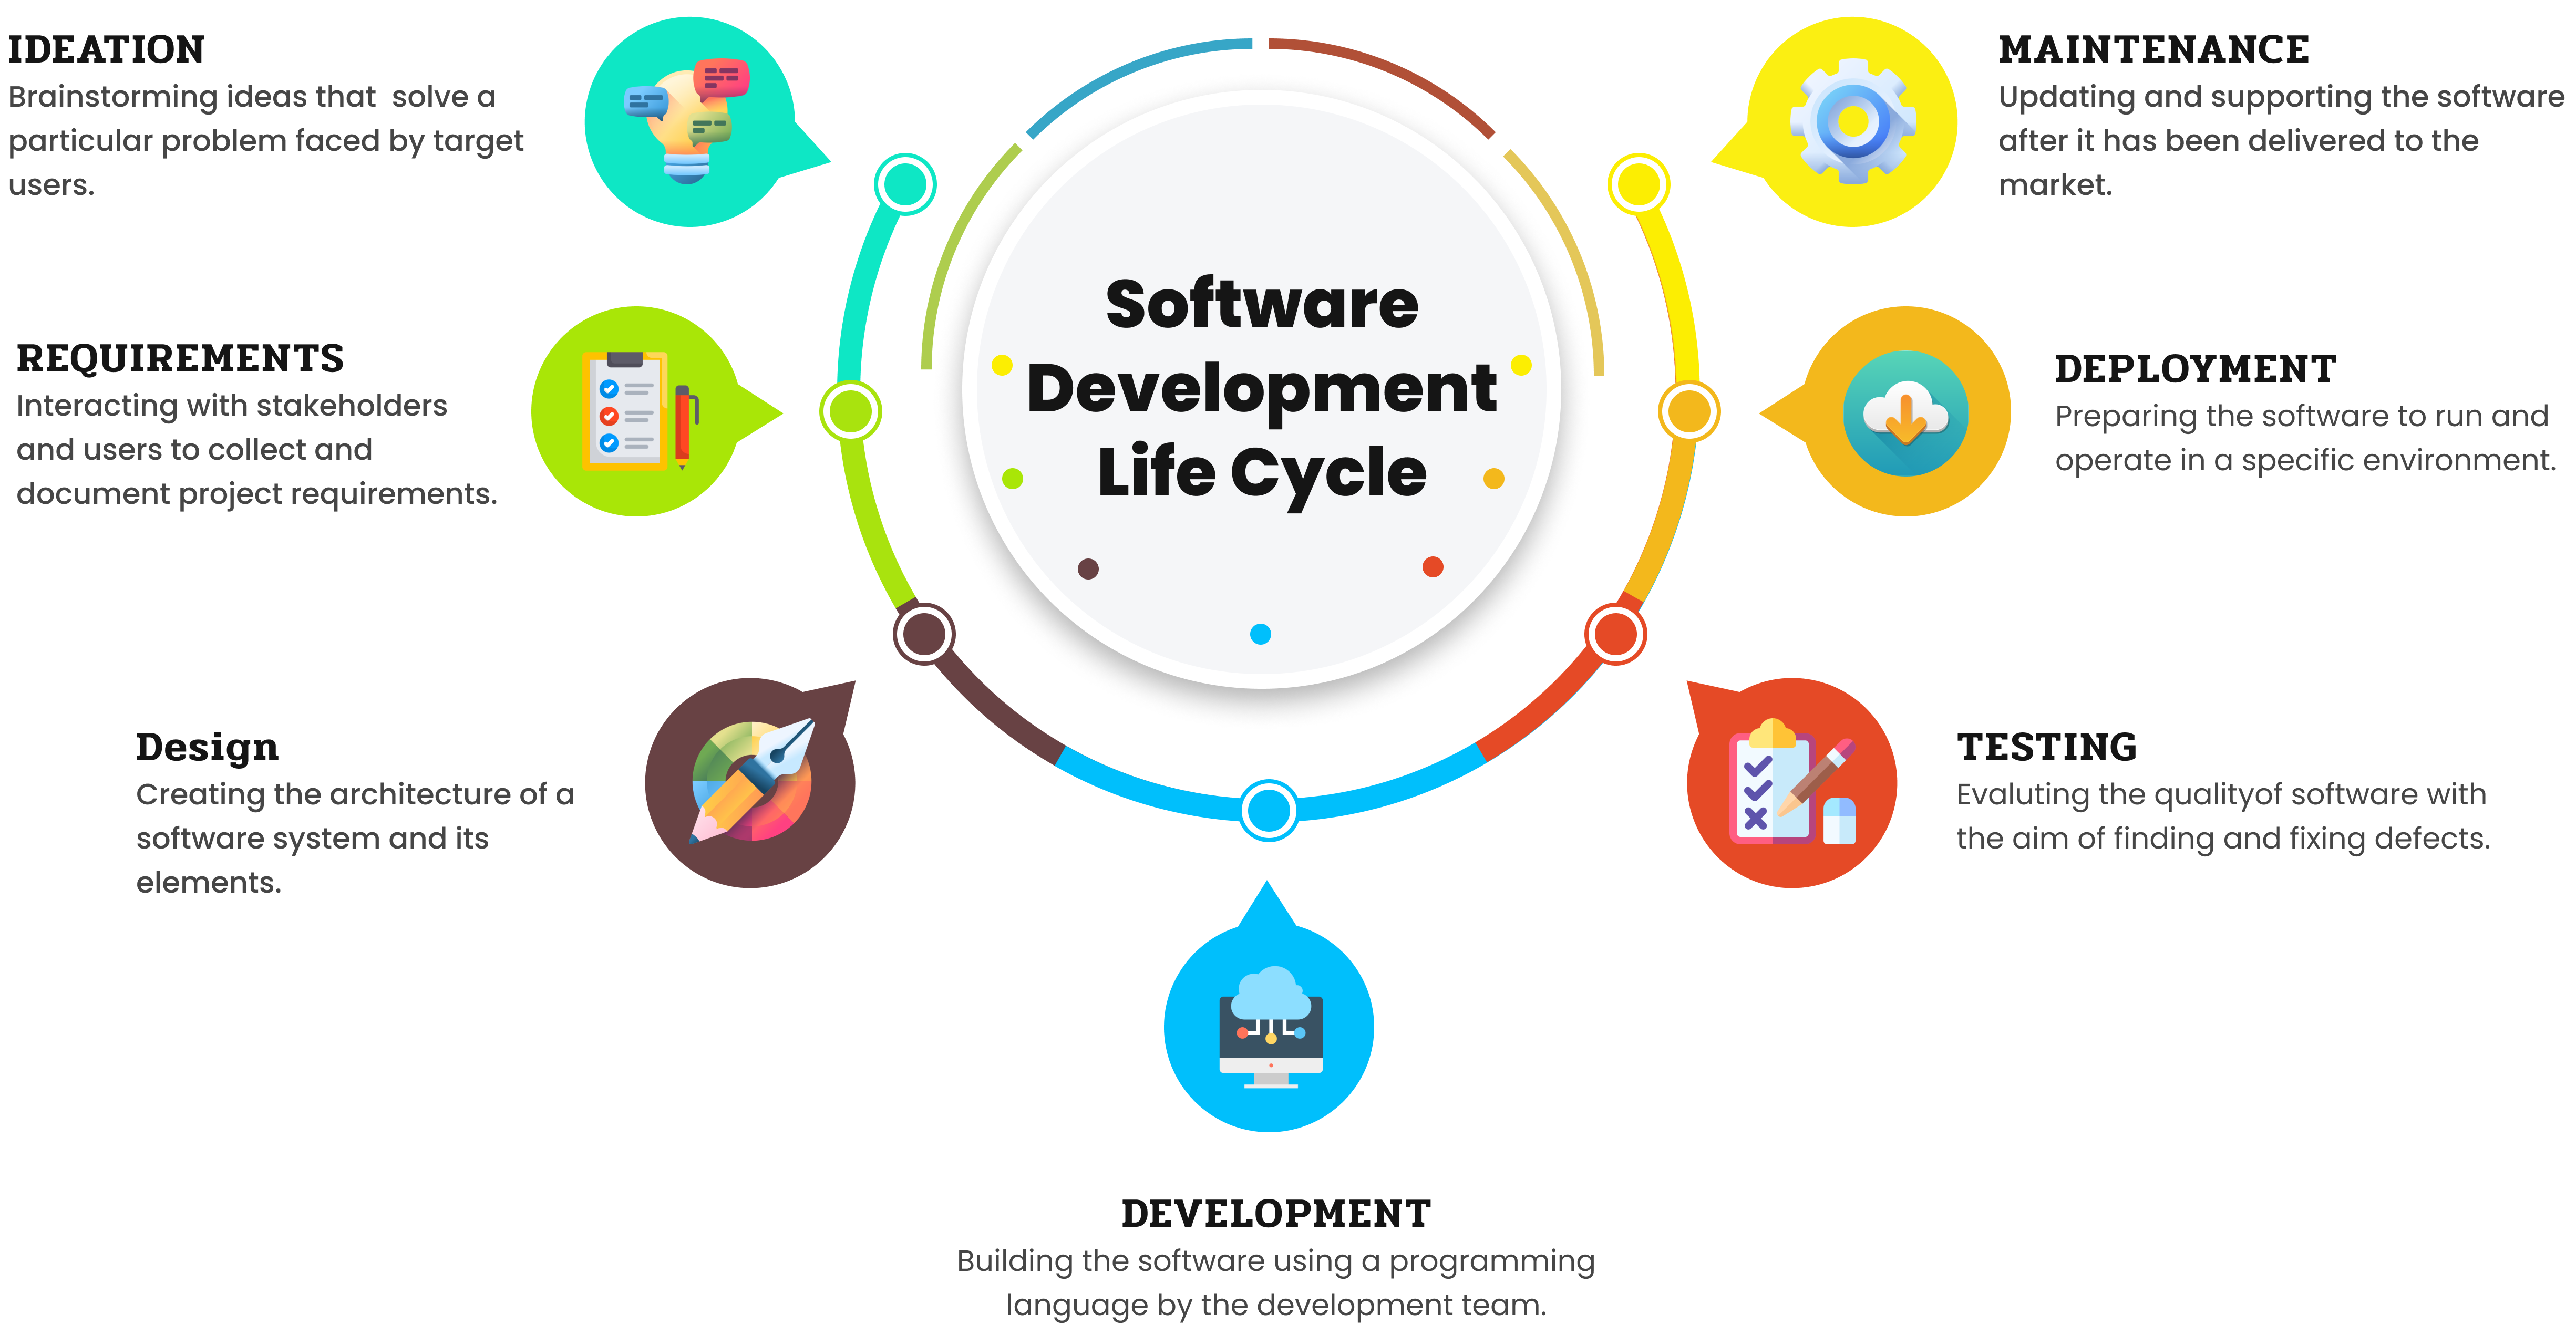 IDEATION
Brainstorming ideas that  solve a
particular problem faced by target
users.
REQUIREMENTS
Interacting with stakeholders
and users to collect and
document project requirements.
Design
Creating the architecture of a
software system and its
elements.
Software
Development
Life Cycle
DEVELOPMENT
Building the software using a programming
language by the development team.
MAINTENANCE
Updating and supporting the software
after it has been delivered to the
market.
DEPLOYMENT
Preparing the software to run and
operate in a specific environment.
TESTING
Evaluting the qualityof software with
the aim of finding and fixing defects.